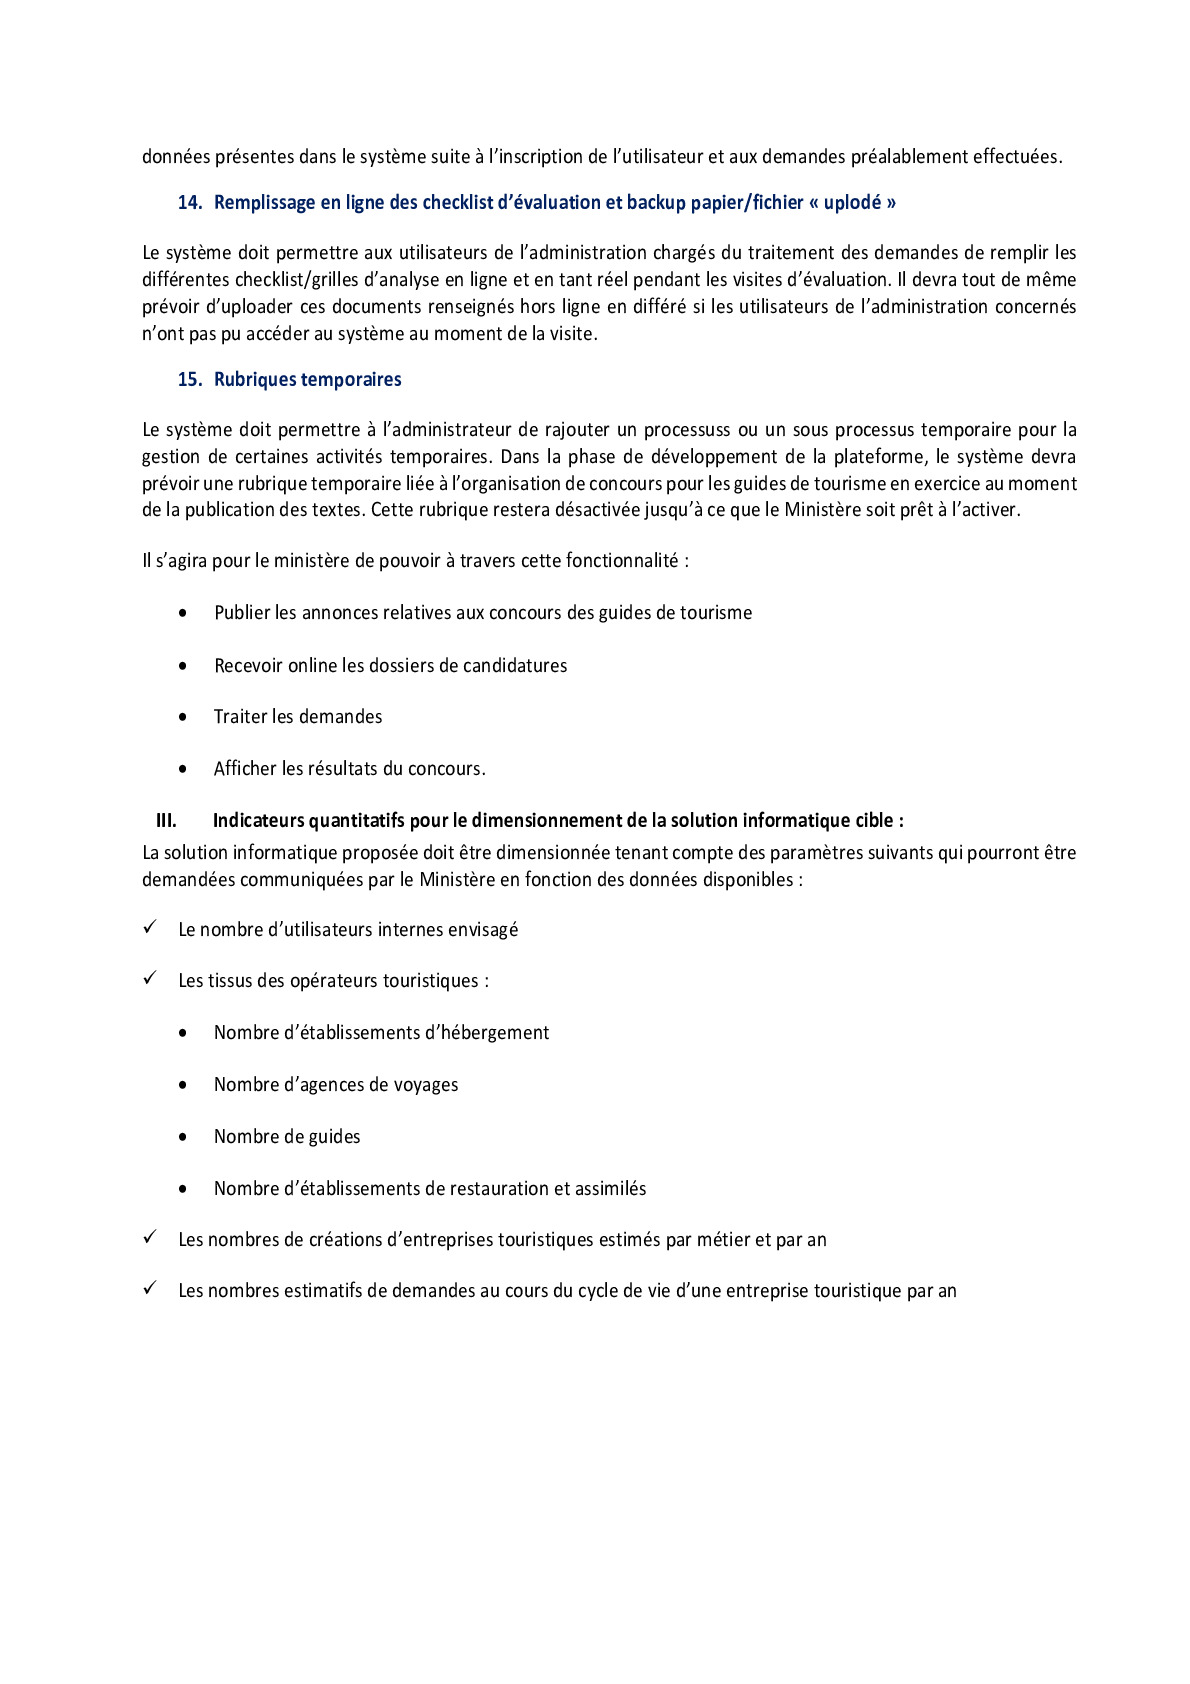 données présentes dans le système suite à l’inscription de l’utilisateur et aux demandes préalablement effectuées.
14. Remplissage en ligne des checklist d’évaluation et backup papier/fichier « uplodé »
Le système doit permettre aux utilisateurs de l’administration chargés du traitement des demandes de remplir les
différentes checklist/grilles d’analyse en ligne et en tant réel pendant les visites d’évaluation. Il devra tout de même
prévoir d’uploader ces documents renseignés hors ligne en différé si les utilisateurs de l’administration concernés
n’ont pas pu accéder au système au moment de la visite.
15. Rubriques temporaires
Le système doit permettre à l’administrateur de rajouter un processuss ou un sous processus temporaire pour la
gestion de certaines activités temporaires. Dans la phase de développement de la plateforme, le système devra
prévoir une rubrique temporaire liée à l’organisation de concours pour les guides de tourisme en exercice au moment
de la publication des textes. Cette rubrique restera désactivée jusqu’à ce que le Ministère soit prêt à l’activer.
Il s’agira pour le ministère de pouvoir à travers cette fonctionnalité :
• Publier les annonces relatives aux concours des guides de tourisme
• Recevoir online les dossiers de candidatures
• Traiter les demandes
• Afficher les résultats du concours.
III. Indicateurs quantitatifs pour le dimensionnement de la solution informatique cible :
La solution informatique proposée doit être dimensionnée tenant compte des paramètres suivants qui pourront être
demandées communiquées par le Ministère en fonction des données disponibles :
✓ Le nombre d’utilisateurs internes envisagé
✓ Les tissus des opérateurs touristiques :
• Nombre d’établissements d’hébergement
• Nombre d’agences de voyages
• Nombre de guides
• Nombre d’établissements de restauration et assimilés
✓ Les nombres de créations d’entreprises touristiques estimés par métier et par an
✓ Les nombres estimatifs de demandes au cours du cycle de vie d’une entreprise touristique par an